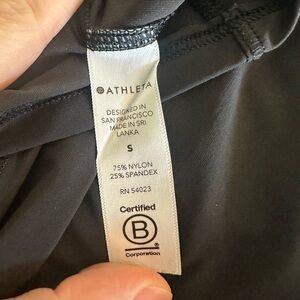 ATHLETA
DESIGNED IN
SAN FRANCISCO
MADE IN SRI
LANKA
S
75% NYLON
25% SPANDEX
RN 54023
Certified
B
Corporation